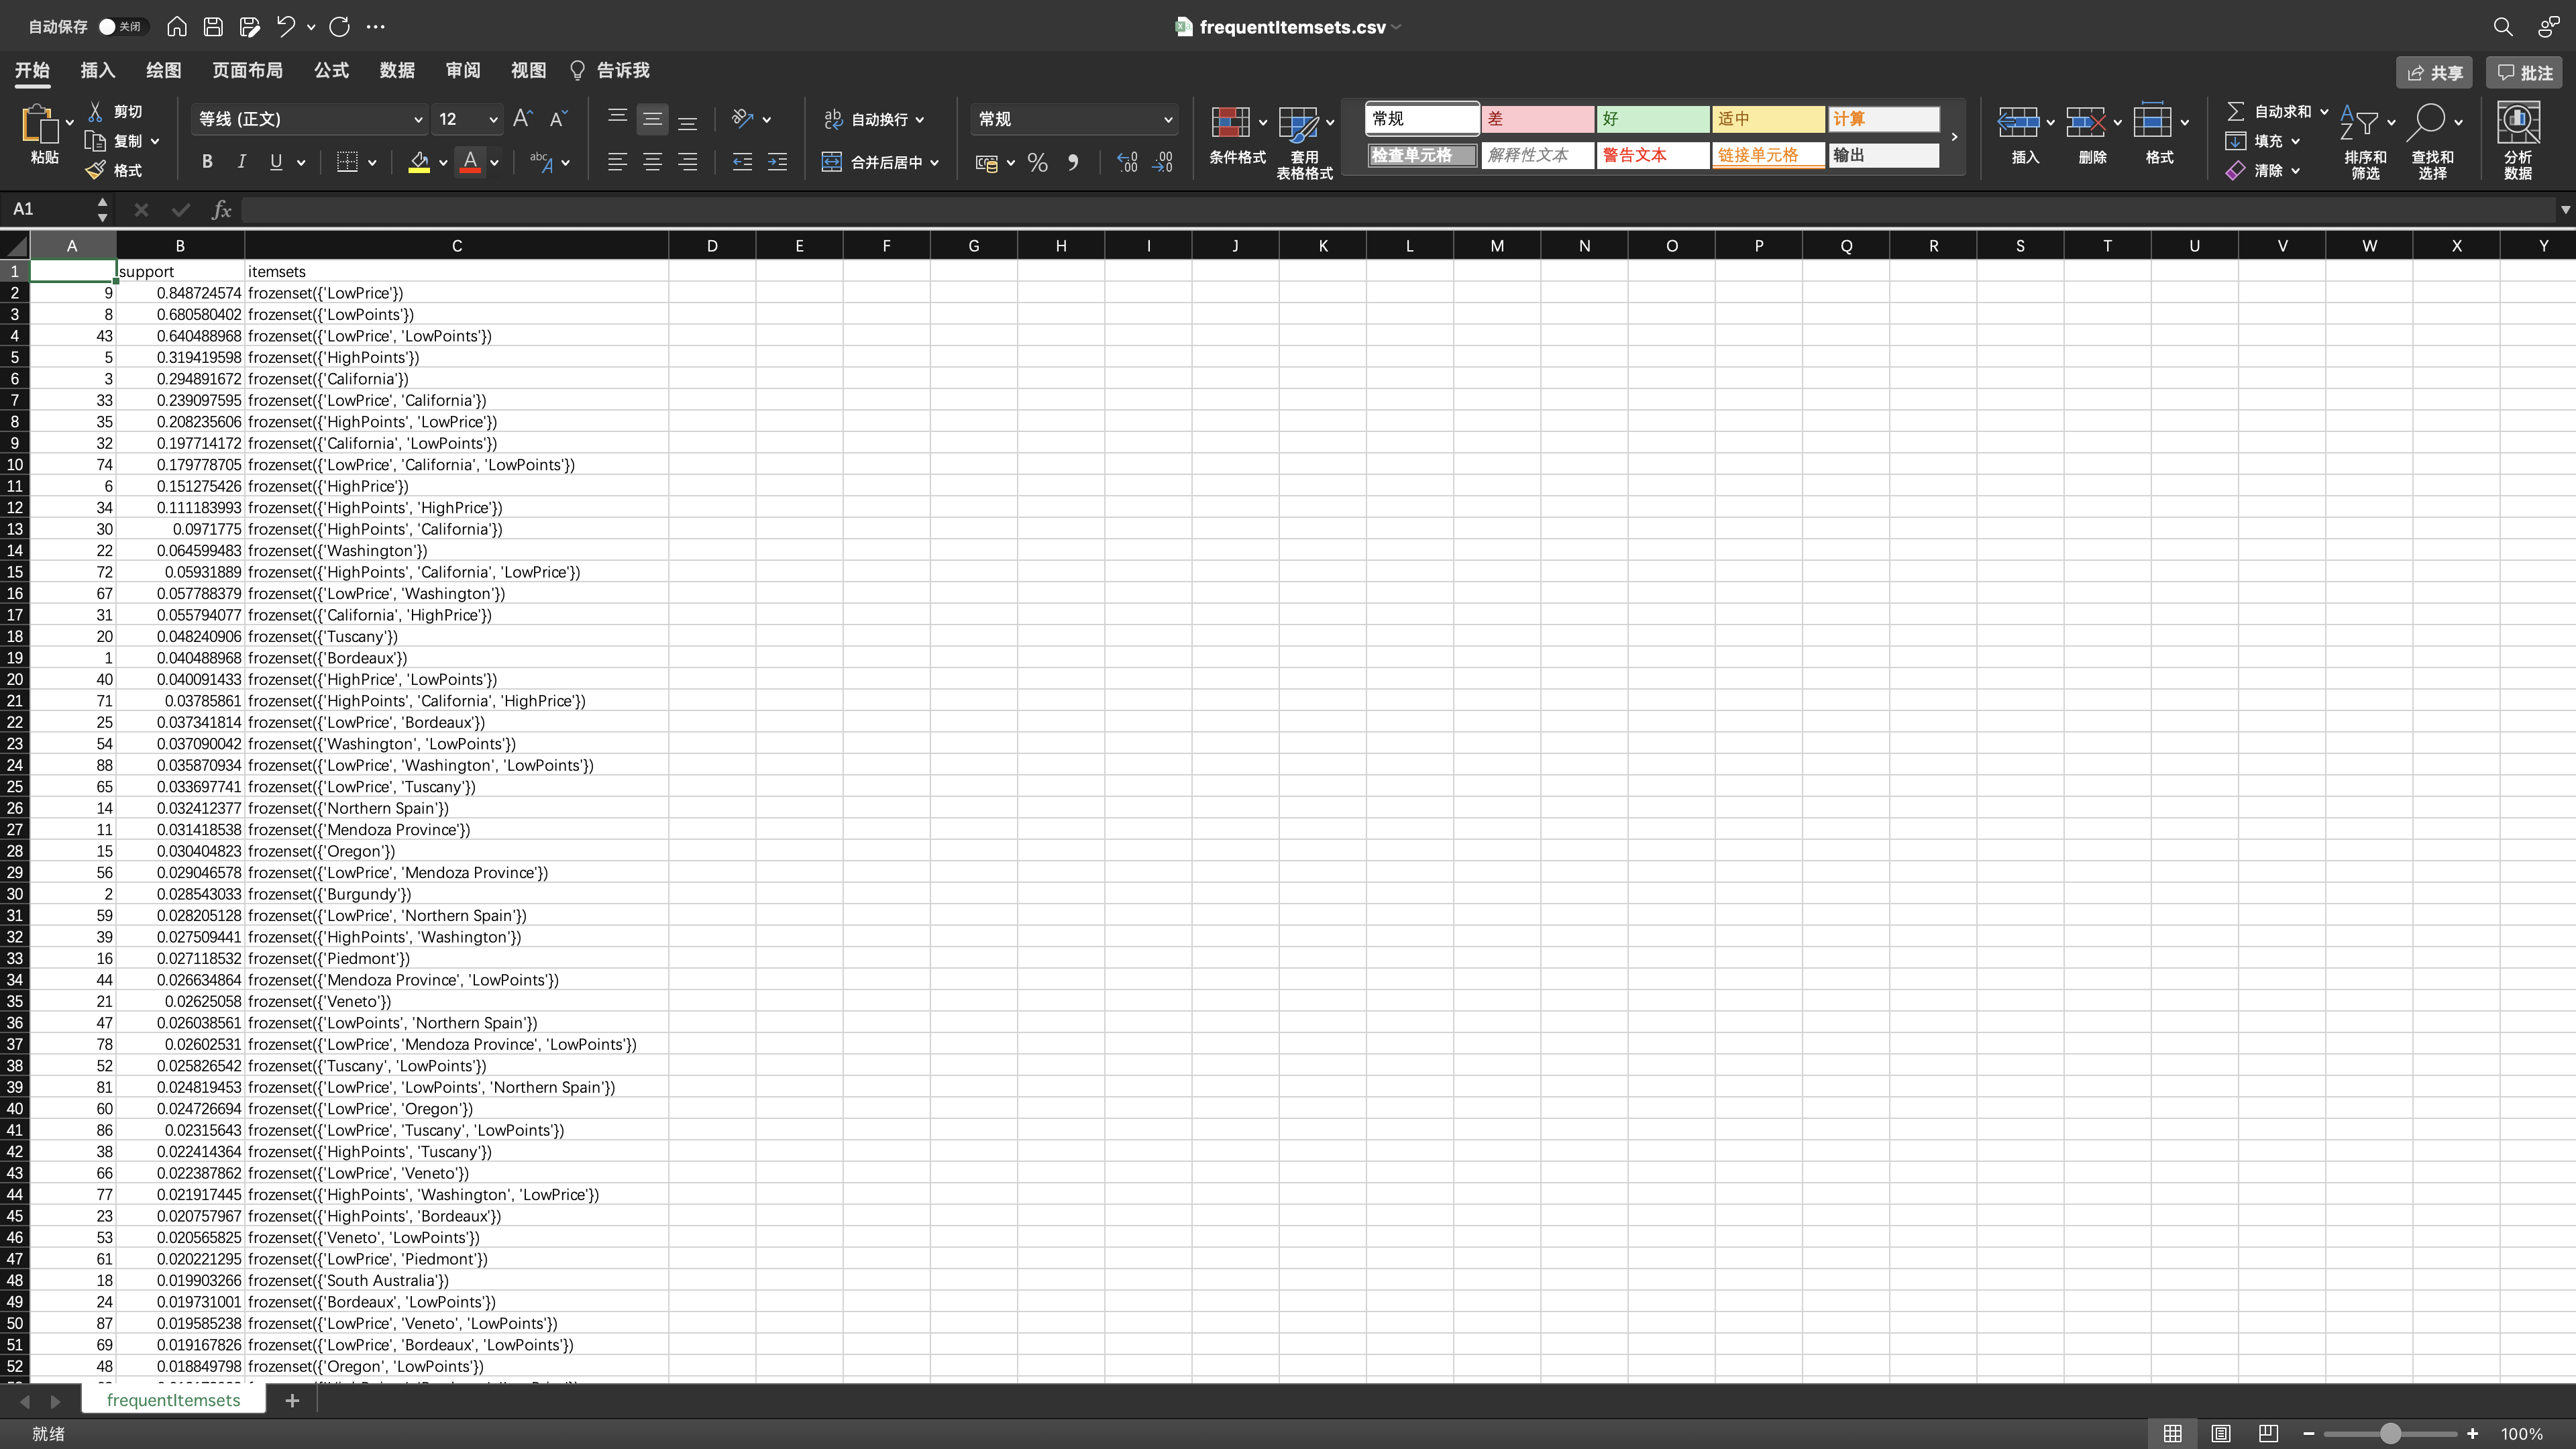 自动保存 关闭 frequentItemsets.csv
开始 插入 绘图 页面布局 公式 数据 审阅 视图 告诉我 共享 批注
粘贴 剪切 复制 格式 等线 (正文) 12 自动换行 合并后居中 常规 条件格式 套用 表格格式 常规 差 好 适中 计算 检查单元格 解释性文本 警告文本 链接单元格 输出 插入 删除 格式 自动求和 填充 清除 排序和 筛选 查找和 选择 分析 数据
A1 fx
A B C D E F G H I J K L M N O P Q R S T U V W X Y
1 support itemsets
2 9 0.848724574 frozenset({'LowPrice'})
3 8 0.680580402 frozenset({'LowPoints'})
4 43 0.640488968 frozenset({'LowPrice', 'LowPoints'})
5 5 0.319419598 frozenset({'HighPoints'})
6 3 0.294891672 frozenset({'California'})
7 33 0.239097595 frozenset({'LowPrice', 'California'})
8 35 0.208235606 frozenset({'HighPoints', 'LowPrice'})
9 32 0.197714172 frozenset({'California', 'LowPoints'})
10 74 0.179778705 frozenset({'LowPrice', 'California', 'LowPoints'})
11 6 0.151275426 frozenset({'HighPrice'})
12 34 0.111183993 frozenset({'HighPoints', 'HighPrice'})
13 30 0.0971775 frozenset({'HighPoints', 'California'})
14 22 0.064599483 frozenset({'Washington'})
15 72 0.05931889 frozenset({'HighPoints', 'California', 'LowPrice'})
16 67 0.057788379 frozenset({'LowPrice', 'Washington'})
17 31 0.055794077 frozenset({'California', 'HighPrice'})
18 20 0.048240906 frozenset({'Tuscany'})
19 1 0.040488968 frozenset({'Bordeaux'})
20 40 0.040091433 frozenset({'HighPrice', 'LowPoints'})
21 71 0.03785861 frozenset({'HighPoints', 'California', 'HighPrice'})
22 25 0.037341814 frozenset({'LowPrice', 'Bordeaux'})
23 54 0.037090042 frozenset({'Washington', 'LowPoints'})
24 88 0.035870934 frozenset({'LowPrice', 'Washington', 'LowPoints'})
25 65 0.033697741 frozenset({'LowPrice', 'Tuscany'})
26 14 0.032412377 frozenset({'Northern Spain'})
27 11 0.031418538 frozenset({'Mendoza Province'})
28 15 0.030404823 frozenset({'Oregon'})
29 56 0.029046578 frozenset({'LowPrice', 'Mendoza Province'})
30 2 0.028543033 frozenset({'Burgundy'})
31 59 0.028205128 frozenset({'LowPrice', 'Northern Spain'})
32 39 0.027509441 frozenset({'HighPoints', 'Washington'})
33 16 0.027118532 frozenset({'Piedmont'})
34 44 0.026634864 frozenset({'Mendoza Province', 'LowPoints'})
35 21 0.02625058 frozenset({'Veneto'})
36 47 0.026038561 frozenset({'LowPoints', 'Northern Spain'})
37 78 0.02602531 frozenset({'LowPrice', 'Mendoza Province', 'LowPoints'})
38 52 0.025826542 frozenset({'Tuscany', 'LowPoints'})
39 81 0.024819453 frozenset({'LowPrice', 'LowPoints', 'Northern Spain'})
40 60 0.024726694 frozenset({'LowPrice', 'Oregon'})
41 86 0.02315643 frozenset({'LowPrice', 'Tuscany', 'LowPoints'})
42 38 0.022414364 frozenset({'HighPoints', 'Tuscany'})
43 66 0.022387862 frozenset({'LowPrice', 'Veneto'})
44 77 0.021917445 frozenset({'HighPoints', 'Washington', 'LowPrice'})
45 23 0.020757967 frozenset({'HighPoints', 'Bordeaux'})
46 53 0.020565825 frozenset({'Veneto', 'LowPoints'})
47 61 0.020221295 frozenset({'LowPrice', 'Piedmont'})
48 18 0.019903266 frozenset({'South Australia'})
49 24 0.019731001 frozenset({'Bordeaux', 'LowPoints'})
50 87 0.019585238 frozenset({'LowPrice', 'Veneto', 'LowPoints'})
51 69 0.019167826 frozenset({'LowPrice', 'Bordeaux', 'LowPoints'})
52 48 0.018849798 frozenset({'Oregon', 'LowPoints'})
frequentItemsets
就绪 100%